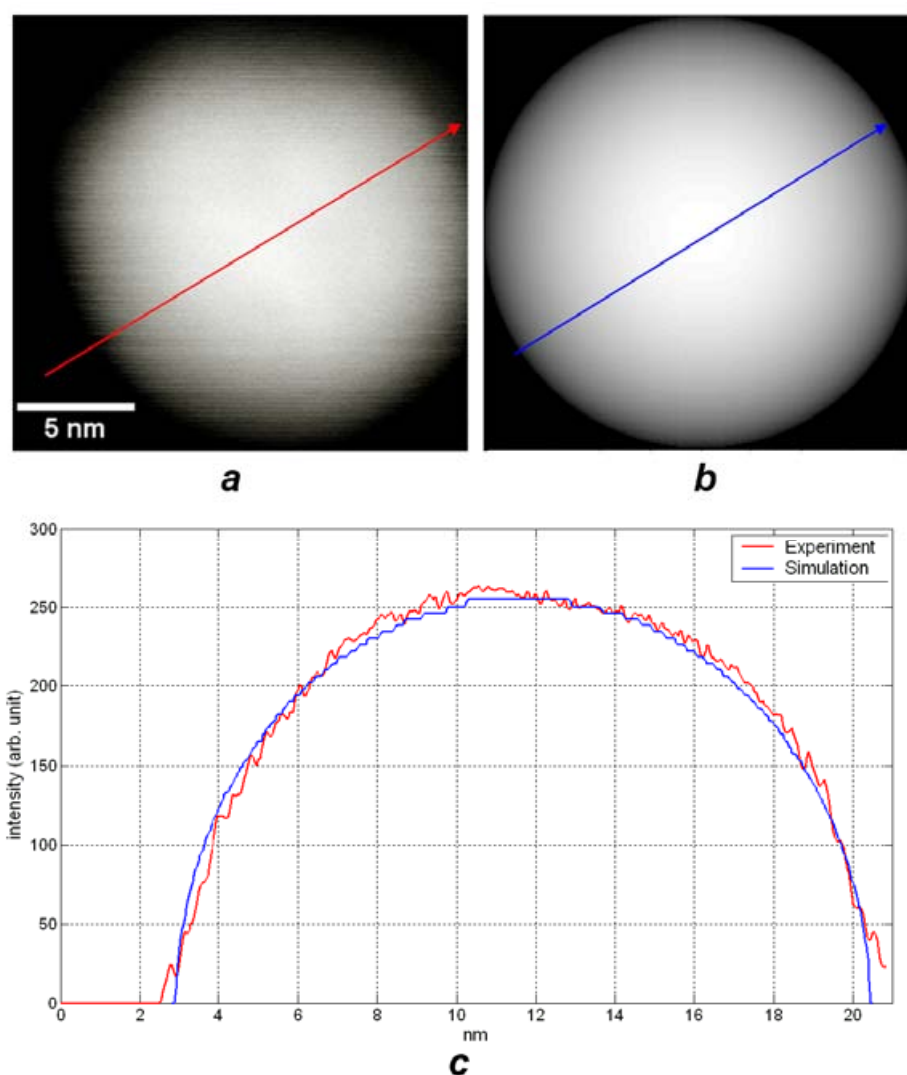 5 nm
a
b
300
250
200
150
100
50
0
intensity (arb. unit)
Experiment
Simulation
0 2 4 6 8 10 12 14 16 18 20
nm
c